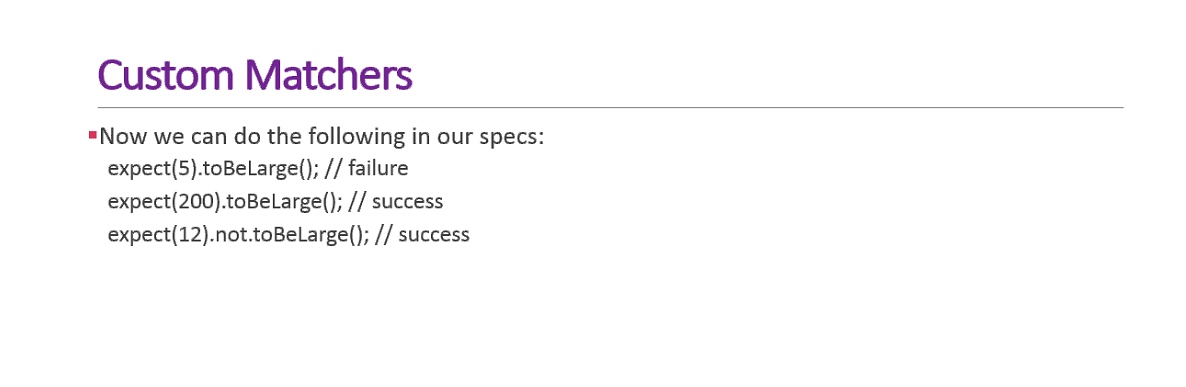 Custom Matchers
Now we can do the following in our specs:
expect(5).toBeLarge(); // failure
expect(200).toBeLarge(); // success
expect(12).not.toBeLarge(); // success